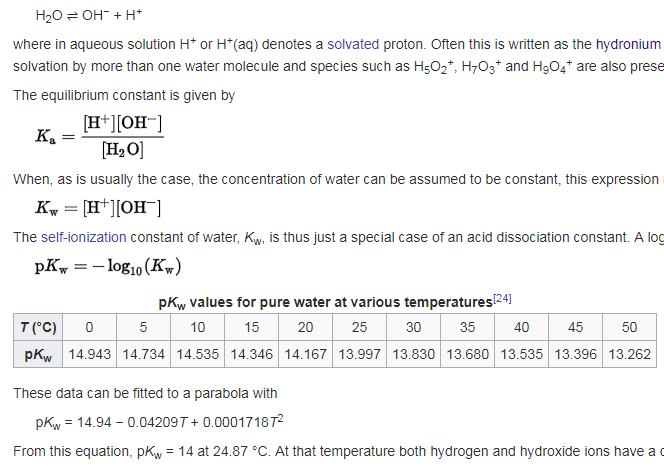 H₂O ⇌ OH⁻ + H⁺
where in aqueous solution H⁺ or H⁺(aq) denotes a solvated proton. Often this is written as the hydronium
solvation by more than one water molecule and species such as H₅O₂⁺, H₇O₃⁺ and H₉O₄⁺ are also prese
The equilibrium constant is given by
Kₐ = [H⁺][OH⁻] / [H₂O]
When, as is usually the case, the concentration of water can be assumed to be constant, this expression
K_w = [H⁺][OH⁻]
The self-ionization constant of water, K_w, is thus just a special case of an acid dissociation constant. A log
pK_w = −log₁₀(K_w)
pK_w values for pure water at various temperatures[24]
T (°C) 0 5 10 15 20 25 30 35 40 45 50
pK_w 14.943 14.734 14.535 14.346 14.167 13.997 13.830 13.680 13.535 13.396 13.262
These data can be fitted to a parabola with
pK_w = 14.94 − 0.04209T + 0.0001718T²
From this equation, pK_w = 14 at 24.87 °C. At that temperature both hydrogen and hydroxide ions have a